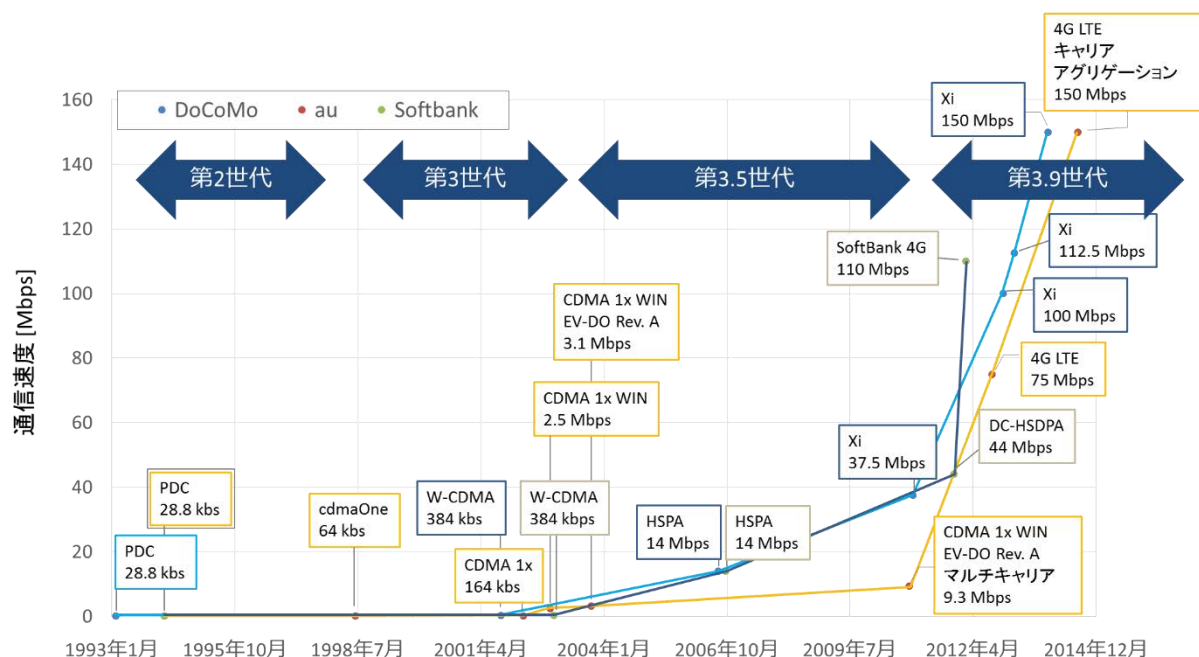 4G LTE
キャリア
アグリゲーション
150 Mbps
Xi
150 Mbps
160
DoCoMo
au
Softbank
140
第2世代
第3世代
第3.5世代
第3.9世代
120
Xi
112.5 Mbps
SoftBank 4G
110 Mbps
100
CDMA 1x WIN
EV-DO Rev. A
3.1 Mbps
Xi
100 Mbps
80
4G LTE
75 Mbps
CDMA 1x WIN
2.5 Mbps
60
DC-HSDPA
44 Mbps
Xi
37.5 Mbps
40
PDC
28.8 kbs
cdmaOne
64 kbs
W-CDMA
384 kbs
W-CDMA
384 kbps
HSPA
14 Mbps
HSPA
14 Mbps
PDC
28.8 kbs
CDMA 1x
164 kbs
CDMA 1x WIN
EV-DO Rev. A
マルチキャリア
9.3 Mbps
20
0
通信速度 [Mbps]
1993年1月
1995年10月
1998年7月
2001年4月
2004年1月
2006年10月
2009年7月
2012年4月
2014年12月